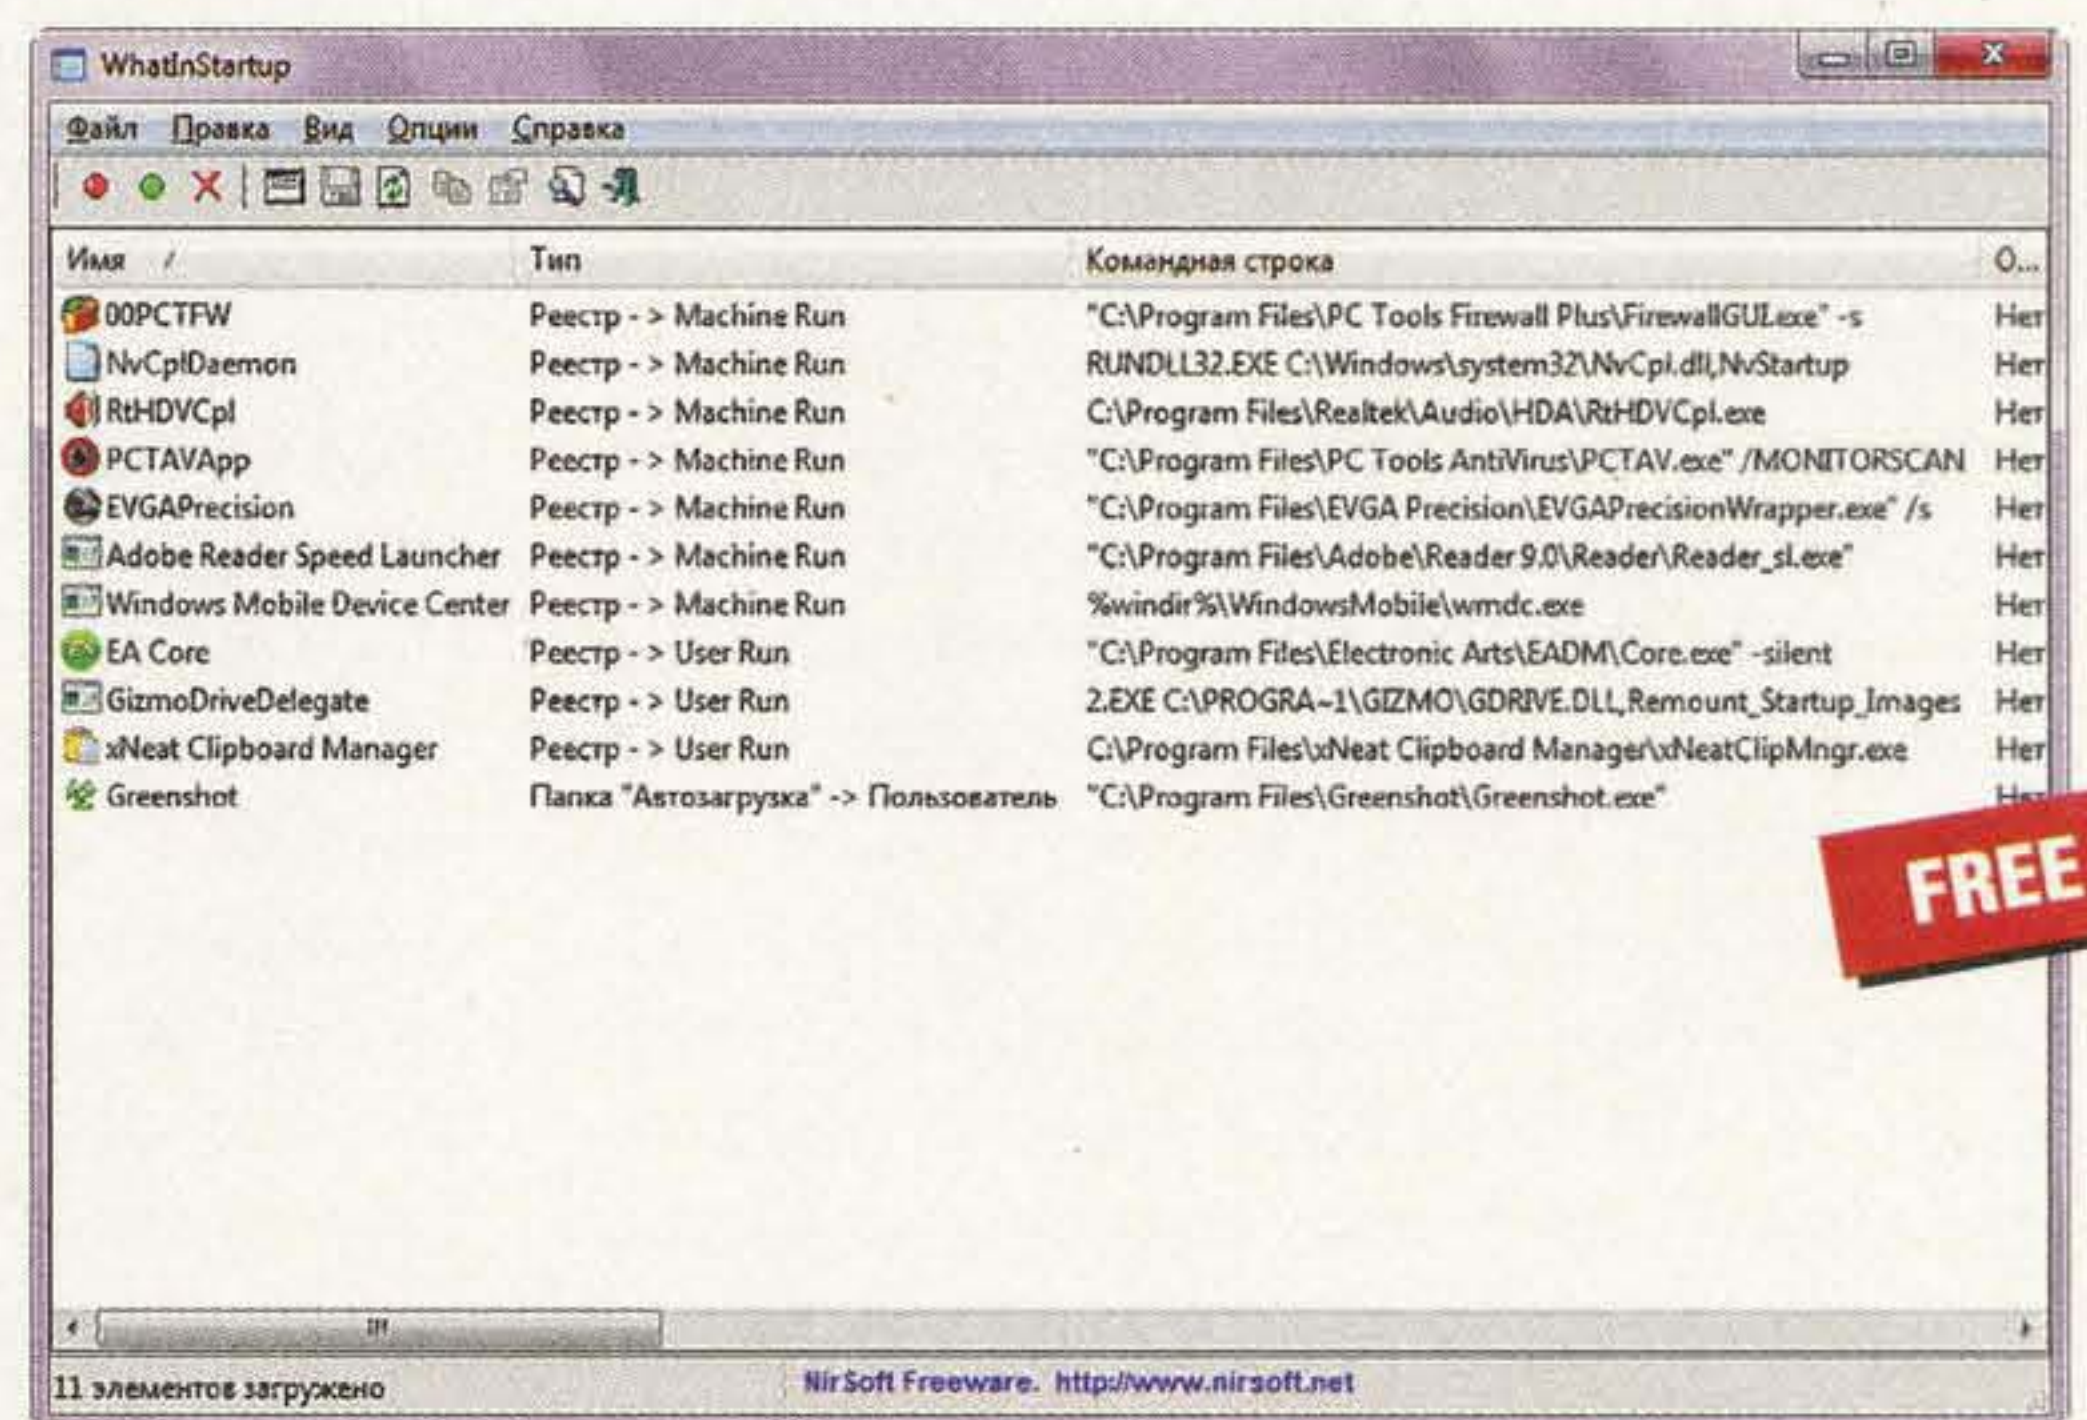 WhatInStartup
Файл Правка Вид Опции Справка
Имя / Тип Командная строка О...
00PCTFW Реестр - > Machine Run "C:\Program Files\PC Tools Firewall Plus\FirewallGUI.exe" -s Нет
NvCplDaemon Реестр - > Machine Run RUNDLL32.EXE C:\Windows\system32\NvCpl.dll,NvStartup Нет
RtHDVCpl Реестр - > Machine Run C:\Program Files\Realtek\Audio\HDA\RtHDVCpl.exe Нет
PCTAVApp Реестр - > Machine Run "C:\Program Files\PC Tools AntiVirus\PCTAV.exe" /MONITORSCAN Нет
EVGAPrecision Реестр - > Machine Run "C:\Program Files\EVGA Precision\EVGAPrecisionWrapper.exe" /s Нет
Adobe Reader Speed Launcher Реестр - > Machine Run "C:\Program Files\Adobe\Reader 9.0\Reader\Reader_sl.exe" Нет
Windows Mobile Device Center Реестр - > Machine Run %windir%\WindowsMobile\wmdc.exe Нет
EA Core Реестр - > User Run "C:\Program Files\Electronic Arts\EADM\Core.exe" -silent Нет
GizmoDriveDelegate Реестр - > User Run 2.EXE C:\PROGRA~1\GIZMO\GDRIVE.DLL,Remount_Startup_Images Нет
xNeat Clipboard Manager Реестр - > User Run C:\Program Files\xNeat Clipboard Manager\xNeatClipMngr.exe Нет
Greenshot Папка "Автозагрузка" -> Пользователь "C:\Program Files\Greenshot\Greenshot.exe" Нет
FREE
11 элементов загружено NirSoft Freeware. http://www.nirsoft.net